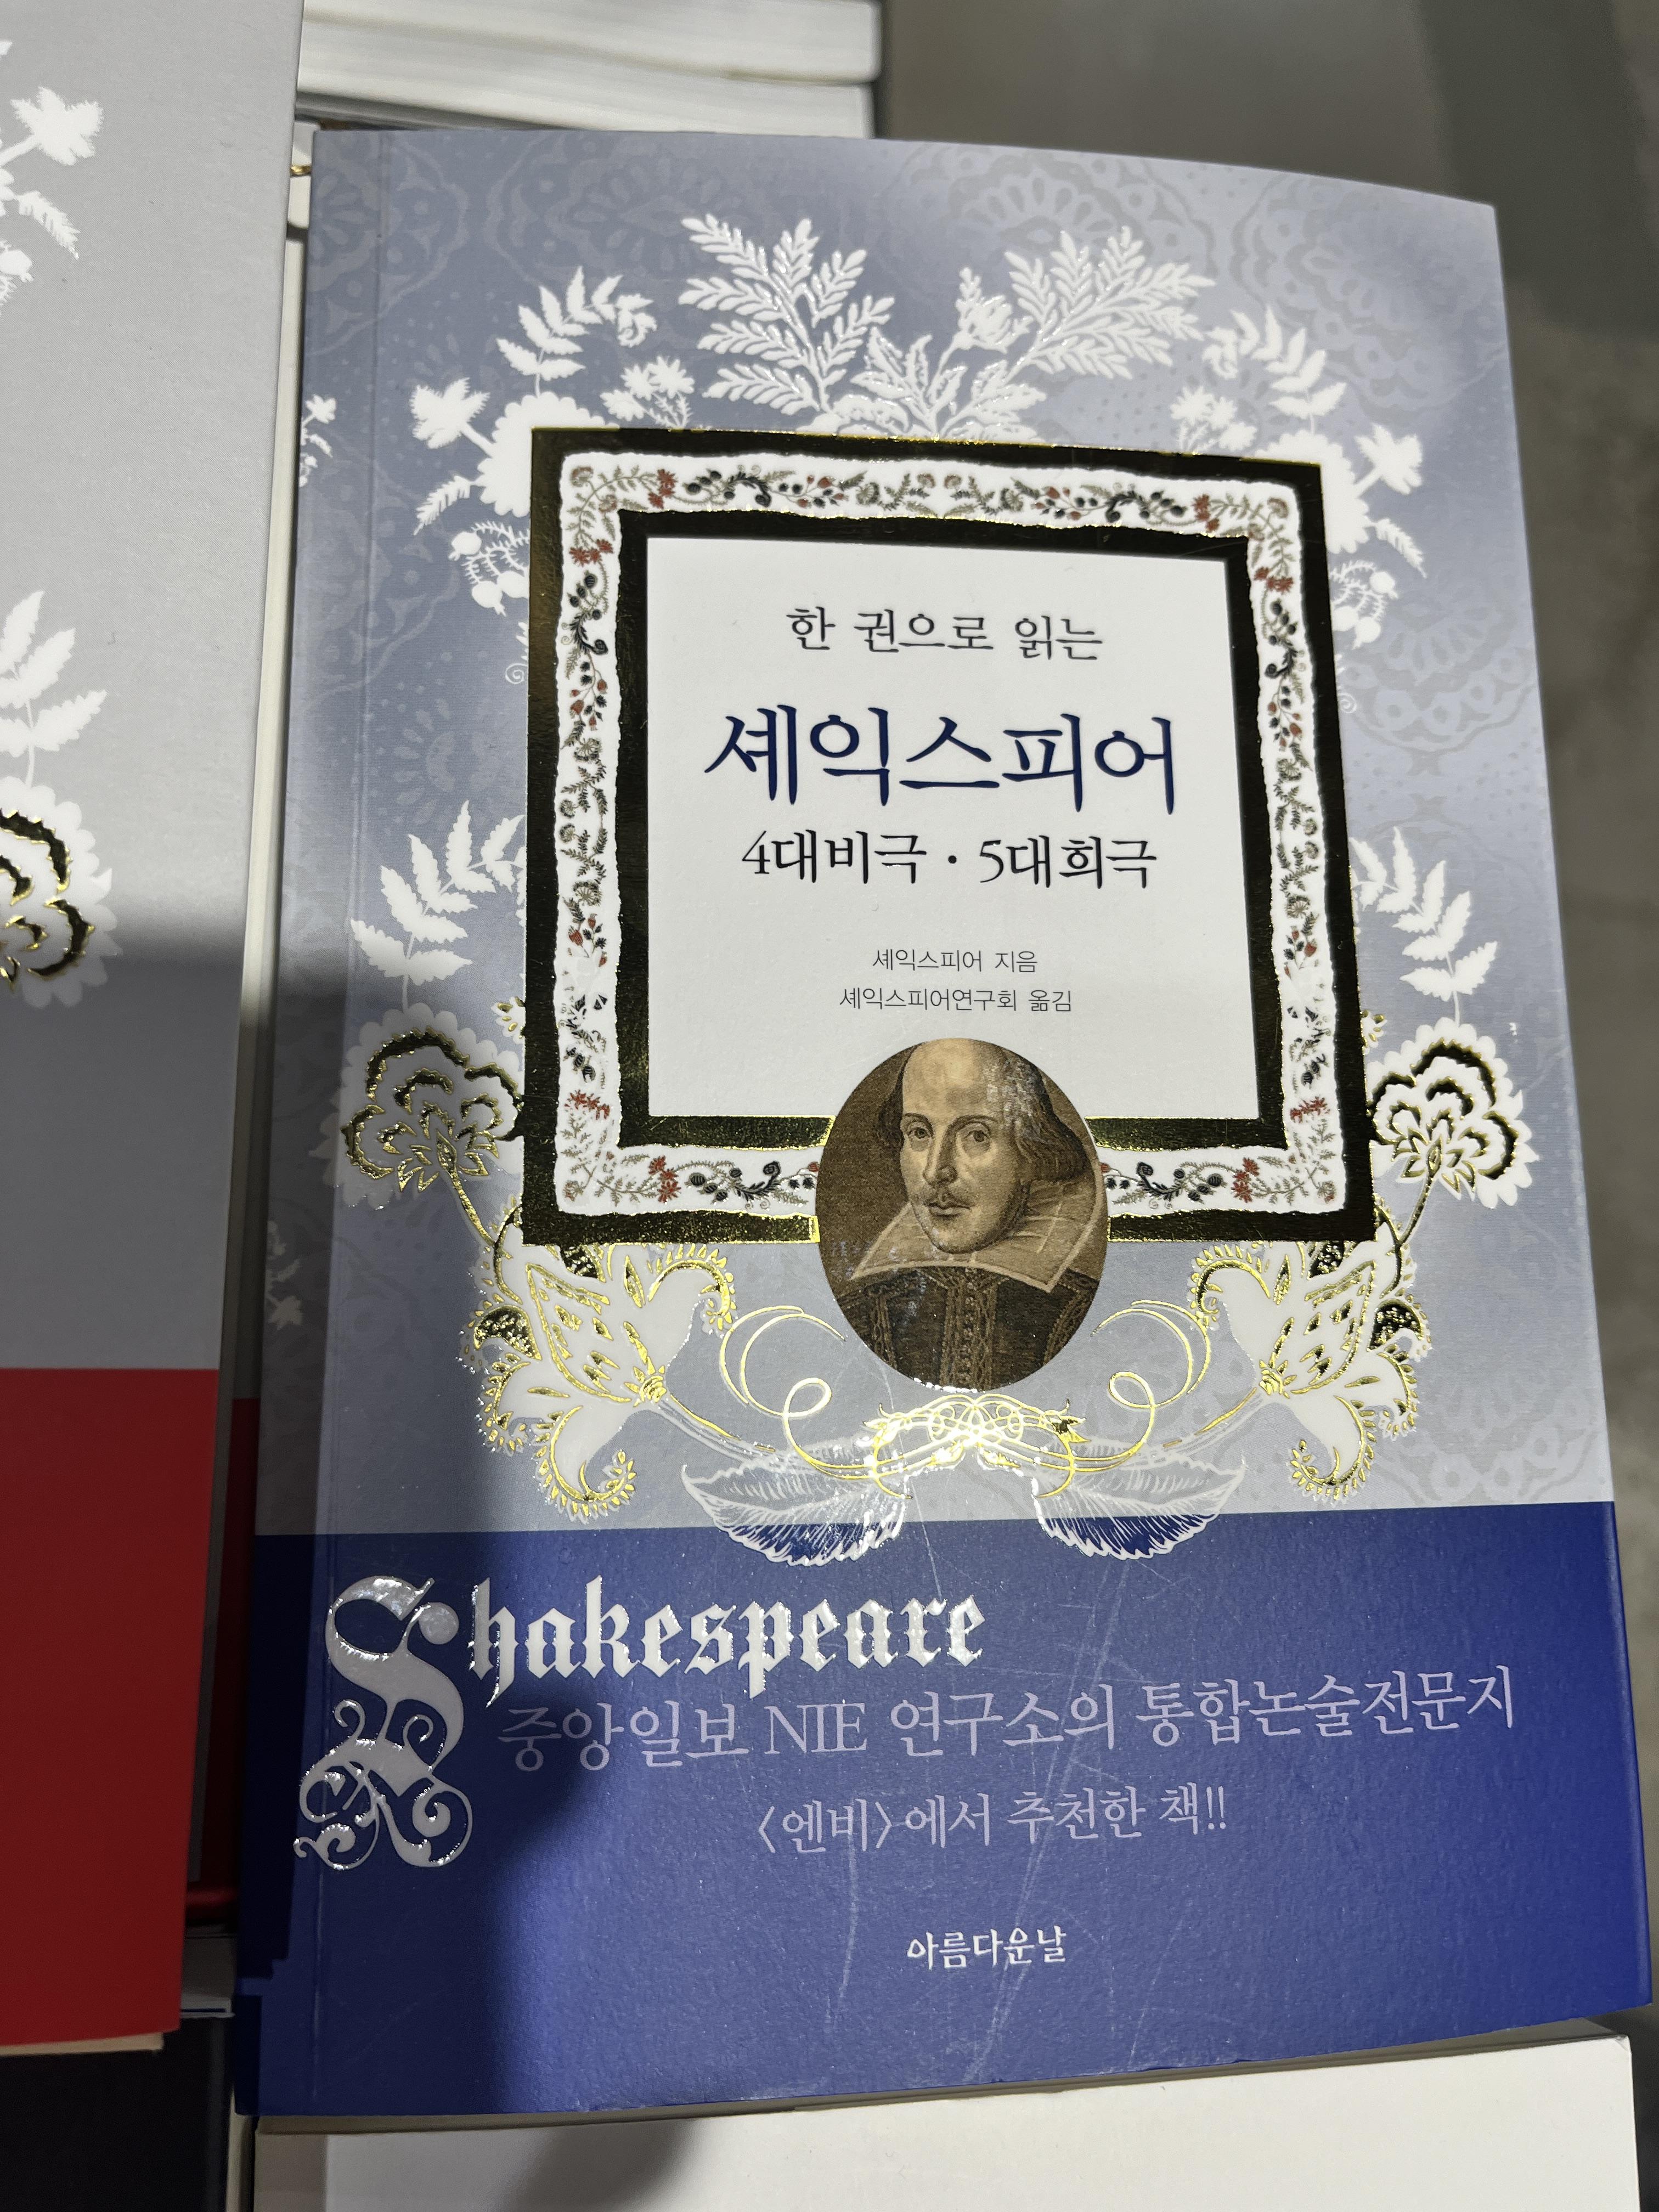 한 권으로 읽는
셰익스피어
4대비극·5대희극
셰익스피어 지음
셰익스피어연구회 옮김
Shakespeare
중앙일보 NIE 연구소의 통합논술전문지
<엔비>에서 추천한 책!!
아름다운날